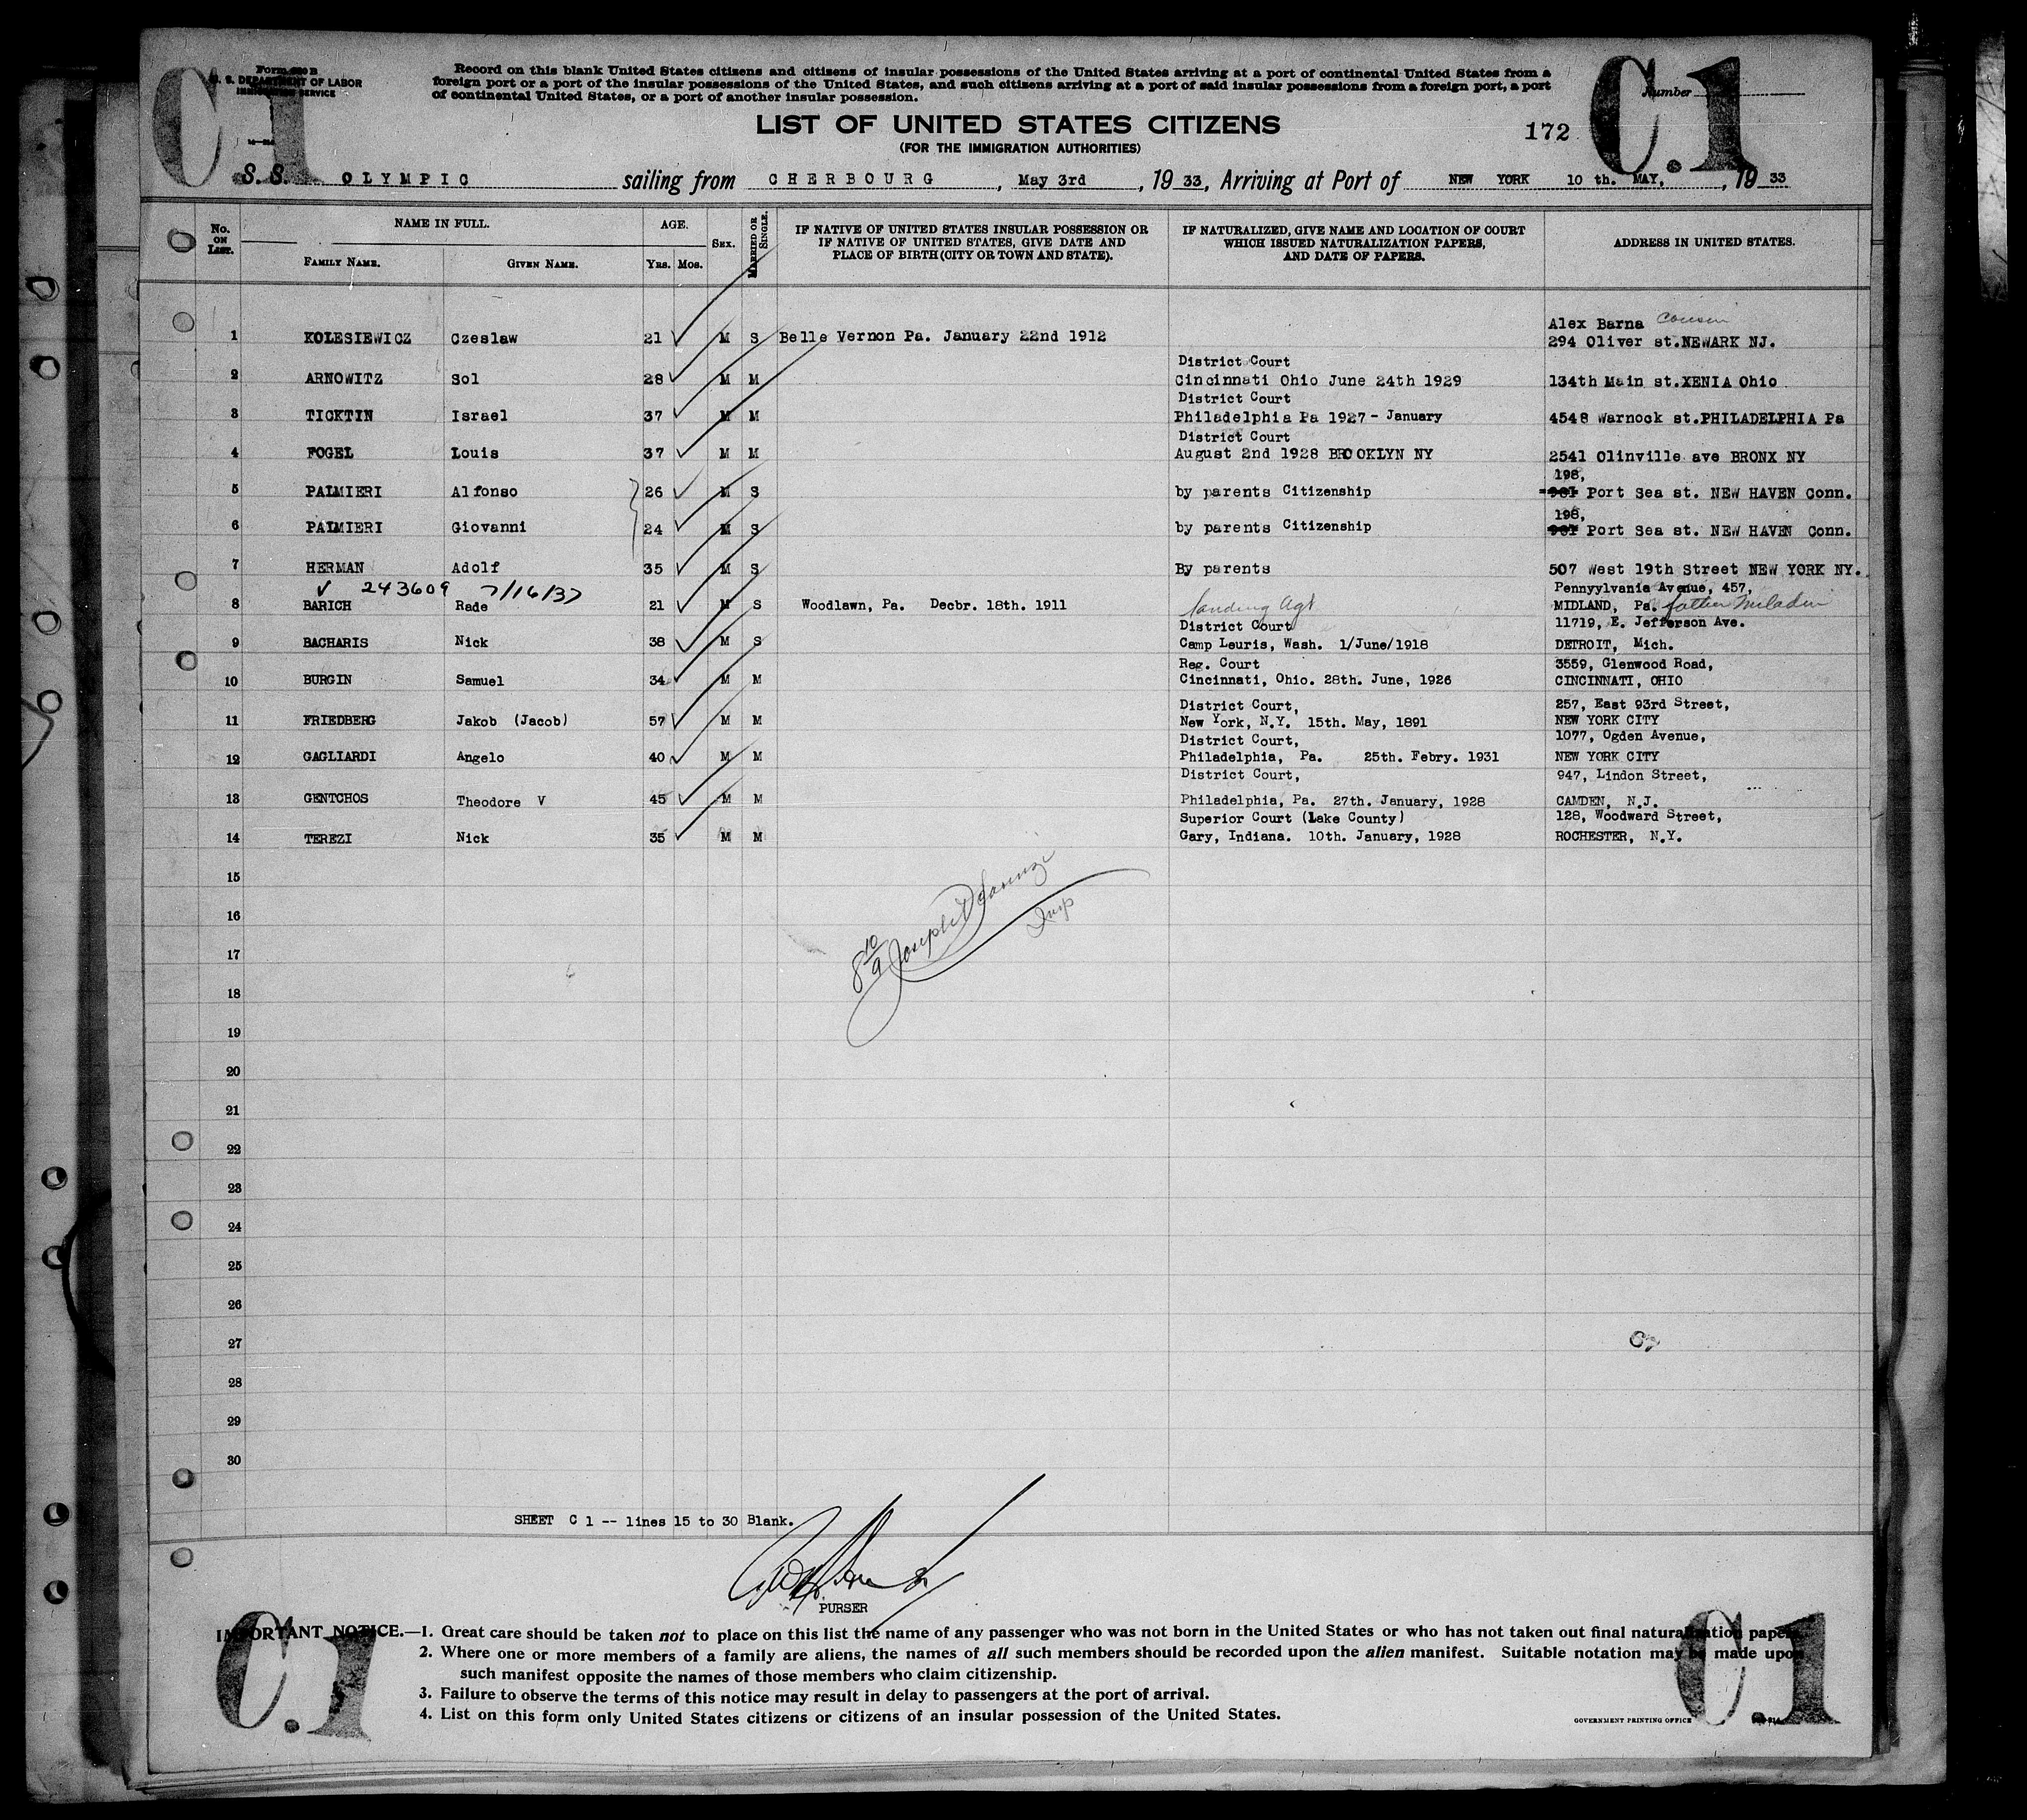 C.1
C.1
Form 630 B
U. S. DEPARTMENT OF LABOR
IMMIGRATION SERVICE
Record on this blank United States citizens and citizens of insular possessions of the United States arriving at a port of continental United States from a
foreign port or a port of the insular possessions of the United States, and such citizens arriving at a port of said insular possessions from a foreign port, a port
of continental United States, or a port of another insular possession.
Number
LIST OF UNITED STATES CITIZENS
(FOR THE IMMIGRATION AUTHORITIES)
172
S. S. OLYMPIC sailing from CHERBOURG, May 3rd, 19 33, Arriving at Port of NEW YORK 10 th. MAY, , 19 33
No. ON LIST. NAME IN FULL. FAMILY NAME. GIVEN NAME. AGE. YRS. MOS. SEX. MARRIED OR SINGLE. IF NATIVE OF UNITED STATES INSULAR POSSESSION OR IF NATIVE OF UNITED STATES, GIVE DATE AND PLACE OF BIRTH (CITY OR TOWN AND STATE). IF NATURALIZED, GIVE NAME AND LOCATION OF COURT WHICH ISSUED NATURALIZATION PAPERS, AND DATE OF PAPERS. ADDRESS IN UNITED STATES.
Alex Barna Cousin
1 KOLESIEWICZ Czeslaw 21 M S Belle Vernon Pa. January 22nd 1912 294 Oliver st.NEWARK NJ.
District Court
2 ARNOWITZ Sol 28 M M Cincinnati Ohio June 24th 1929 134th Main st.XENIA Ohio
District Court
3 TICKTIN Israel 37 M M Philadelphia Pa 1927 - January 4548 Warnock st.PHILADELPHIA Pa
District Court
4 FOGEL Louis 37 M M August 2nd 1928 BROOKLYN NY 2541 Olinville ave BRONX NY
198,
5 PALMIERI Alfonso 26 M S by parents Citizenship 981 Port Sea st. NEW HAVEN Conn.
198,
6 PALMIERI Giovanni 24 M S by parents Citizenship 981 Port Sea st. NEW HAVEN Conn.
7 HERMAN Adolf 35 M S By parents 507 West 19th Street NEW YORK NY.
243609 7/16/37 Pennyylvania Avenue, 457,
8 BARICH Rade 21 M S Woodlawn, Pa. Decbr. 18th. 1911 Landing Agt MIDLAND, Pa. father Miladin
District Court 11719, E. Jefferson Ave.
9 BACHARIS Nick 38 M S Camp Leuris, Wash. 1/June/1918 DETROIT, Mich.
Reg. Court 3559, Glenwood Road,
10 BURGIN Samuel 34 M M Cincinnati, Ohio. 28th. June, 1926 CINCINNATI, OHIO
District Court, 257, East 93rd Street,
11 FRIEDBERG Jakob (Jacob) 57 M M New York, N.Y. 15th. May, 1891 NEW YORK CITY
District Court, 1077, Ogden Avenue,
12 GAGLIARDI Angelo 40 M M Philadelphia, Pa. 25th. Febry. 1931 NEW YORK CITY
District Court, 947, Lindon Street,
13 GENTCHOS Theodore V 45 M M Philadelphia, Pa. 27th. January, 1928 CAMDEN, N.J.
Superior Court (Lake County) 128, Woodward Street,
14 TEREZI Nick 35 M M Gary, Indiana. 10th. January, 1928 ROCHESTER, N.Y.
15
16
17
18
19
20
21
22
23
24
25
26
27
28
29
30
8 10/9 Joseph Insp
SHEET C 1 -- lines 15 to 30 Blank.
PURSER
IMPORTANT NOTICE.—1. Great care should be taken not to place on this list the name of any passenger who was not born in the United States or who has not taken out final naturalization papers.
2. Where one or more members of a family are aliens, the names of all such members should be recorded upon the alien manifest. Suitable notation may be made upon
such manifest opposite the names of those members who claim citizenship.
3. Failure to observe the terms of this notice may result in delay to passengers at the port of arrival.
4. List on this form only United States citizens or citizens of an insular possession of the United States.
GOVERNMENT PRINTING OFFICE
C.1
C.1